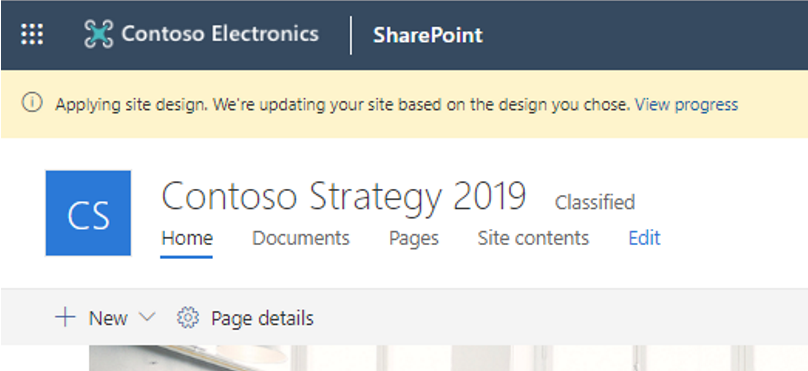 Contoso Electronics SharePoint
Applying site design. We're updating your site based on the design you chose. View progress
CS Contoso Strategy 2019 Classified
Home Documents Pages Site contents Edit
New Page details